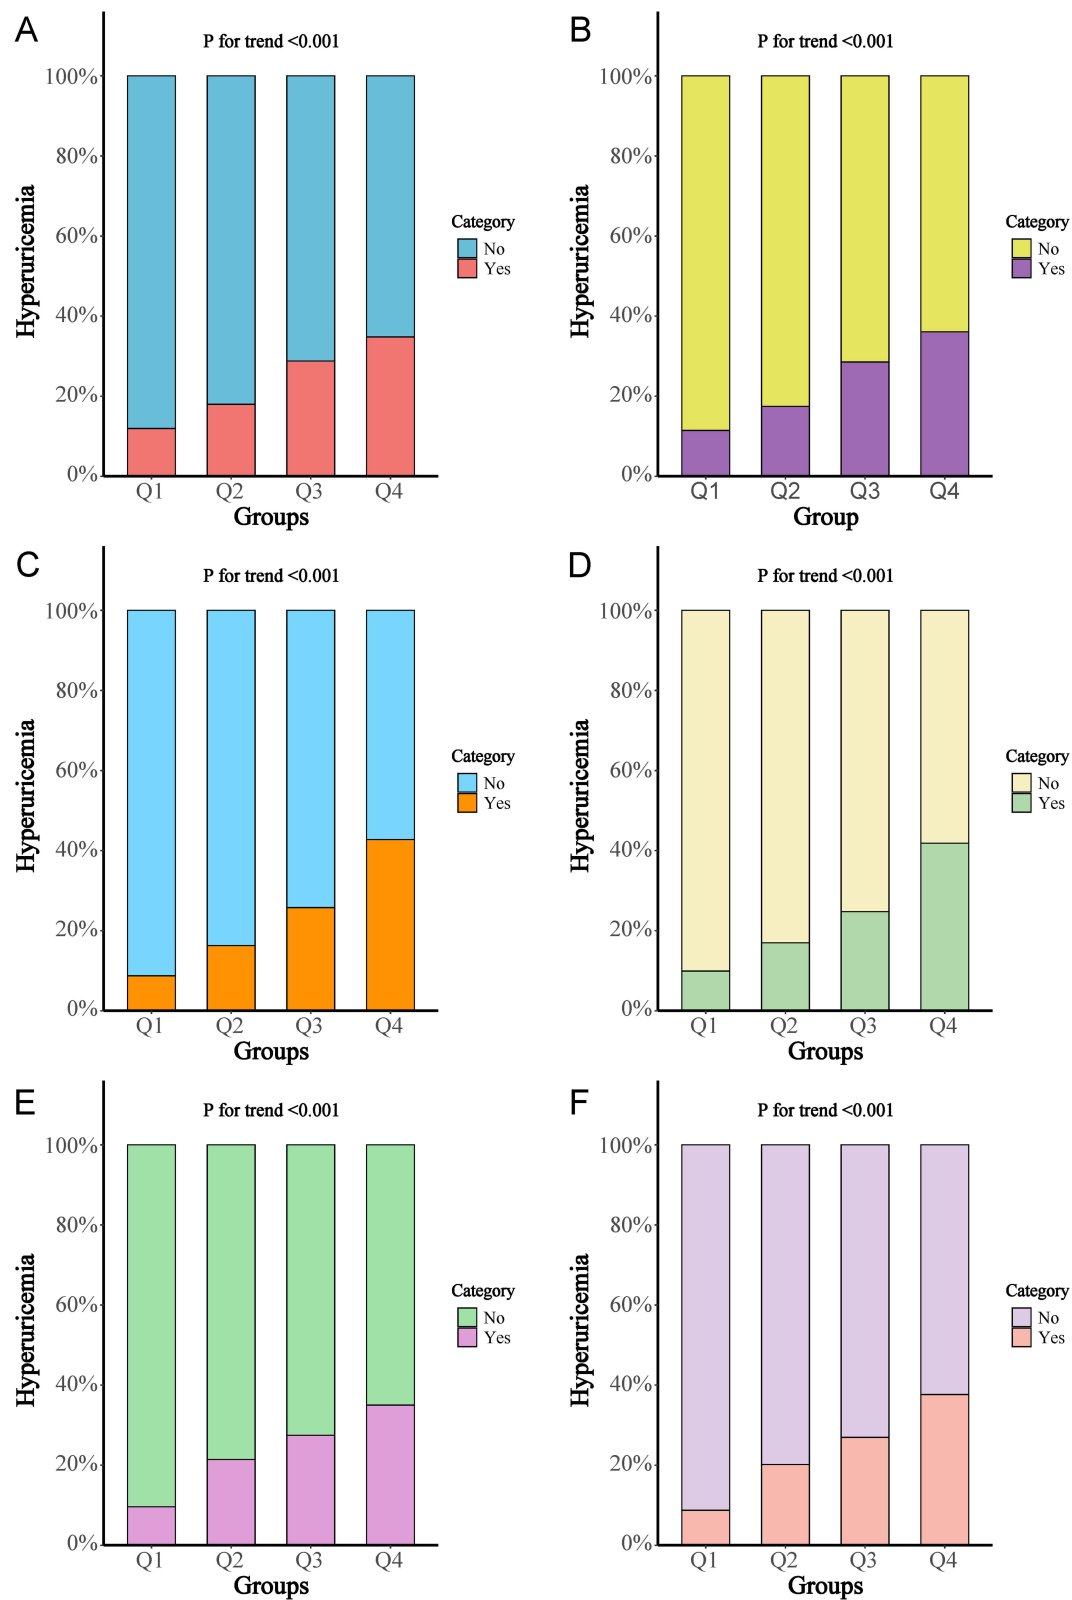 A
P for trend <0.001
100%
80%
60%
40%
20%
0%
Hyperuricemia
Q1 Q2 Q3 Q4
Groups
Category
No
Yes
B
P for trend <0.001
100%
80%
60%
40%
20%
0%
Hyperuricemia
Q1 Q2 Q3 Q4
Group
Category
No
Yes
C
P for trend <0.001
100%
80%
60%
40%
20%
0%
Hyperuricemia
Q1 Q2 Q3 Q4
Groups
Category
No
Yes
D
P for trend <0.001
100%
80%
60%
40%
20%
0%
Hyperuricemia
Q1 Q2 Q3 Q4
Groups
Category
No
Yes
E
P for trend <0.001
100%
80%
60%
40%
20%
0%
Hyperuricemia
Q1 Q2 Q3 Q4
Groups
Category
No
Yes
F
P for trend <0.001
100%
80%
60%
40%
20%
0%
Hyperuricemia
Q1 Q2 Q3 Q4
Groups
Category
No
Yes